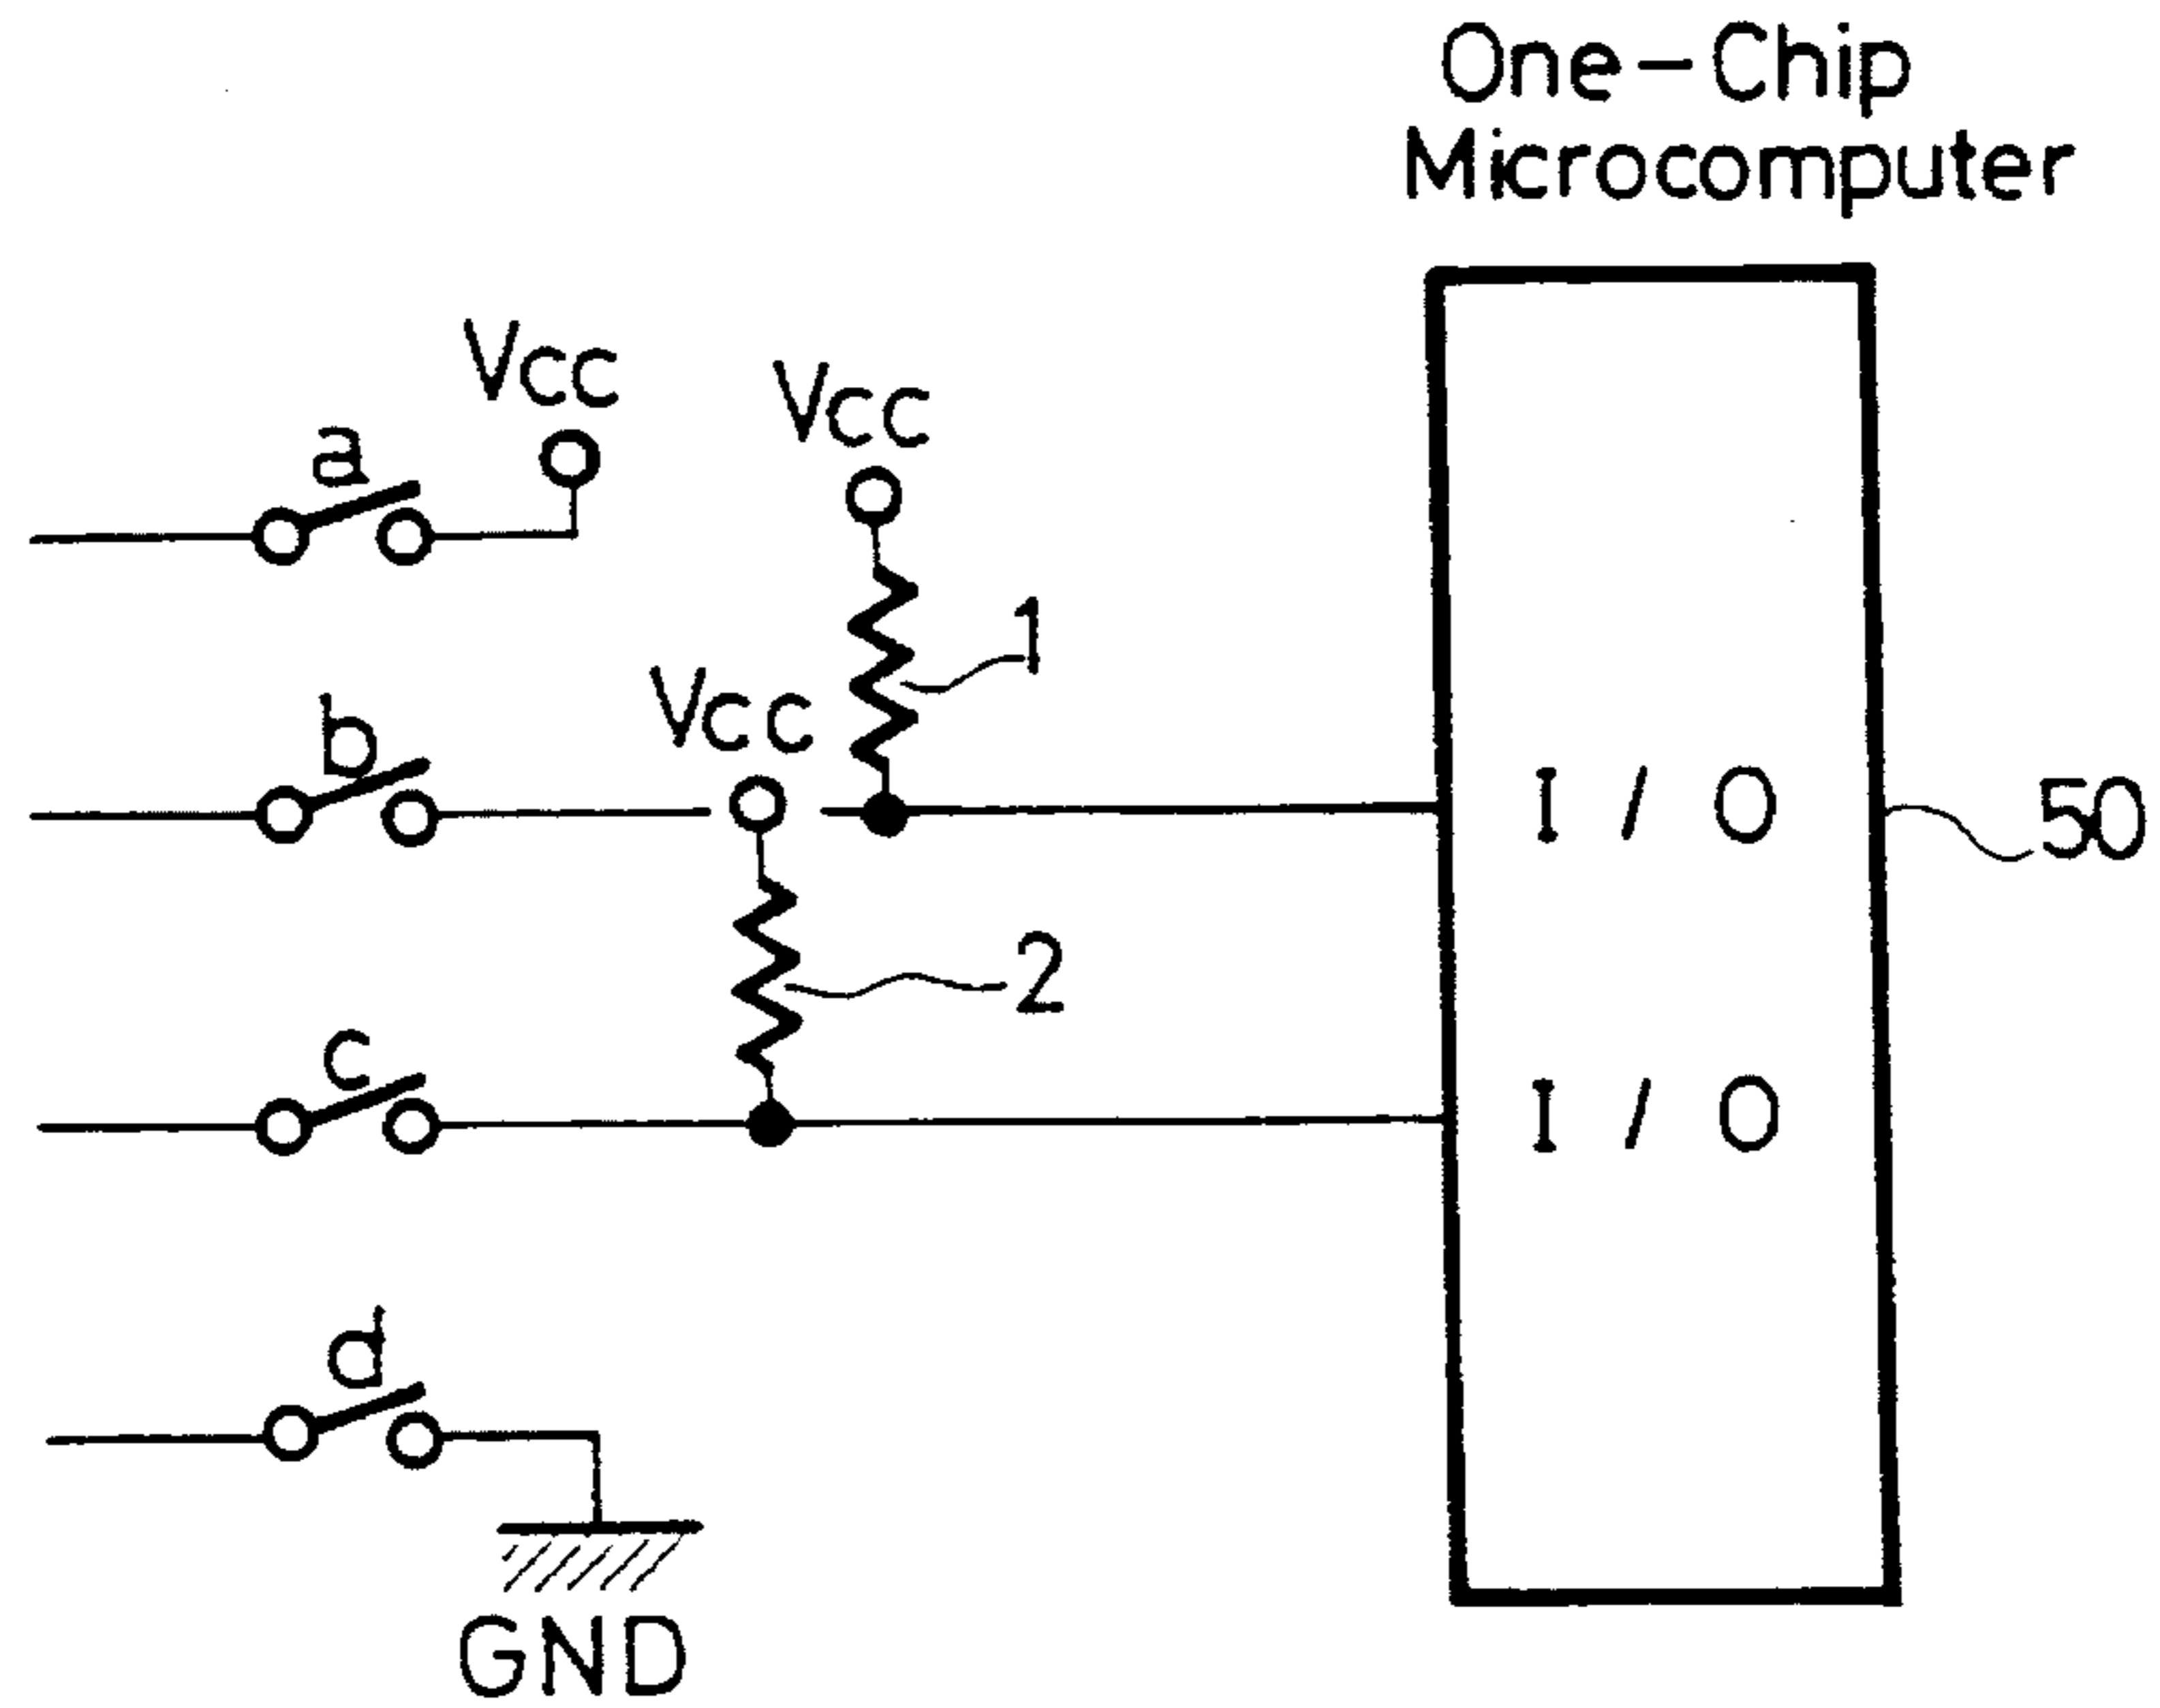 One-Chip
Microcomputer
Vcc
Vcc
a
1
Vcc
b
I/O
50
2
c
I/O
d
GND